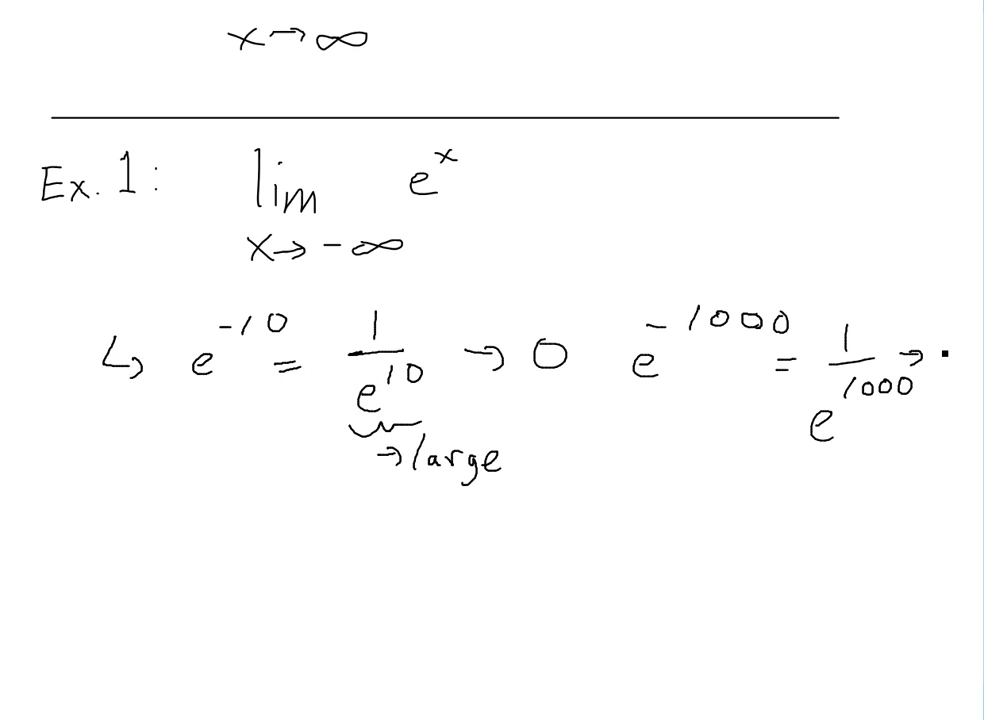 x→∞
Ex. 1: lim e^x
x→ -∞
↳ e^-10 = 1/e^10 → 0 e^-1000 = 1/e^1000 →
→ large